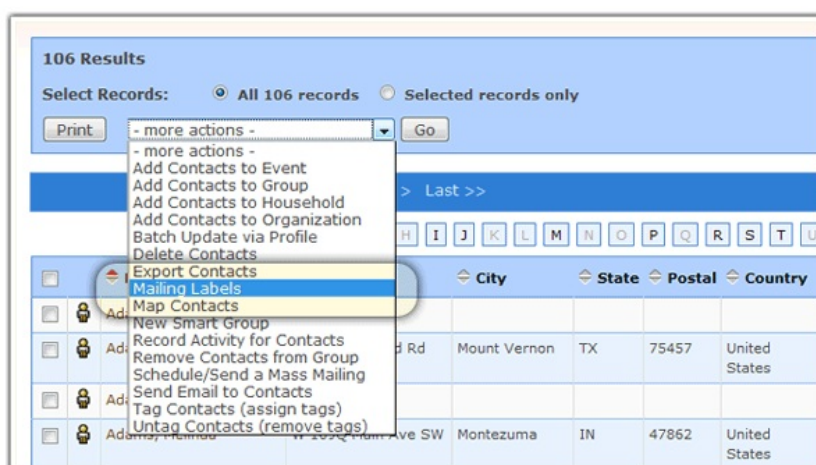 106 Results
Select Records: All 106 records Selected records only
Print - more actions - Go
- more actions -
Add Contacts to Event
Add Contacts to Group
Add Contacts to Household
Add Contacts to Organization
Batch Update via Profile
Delete Contacts
Export Contacts
Mailing Labels
Map Contacts
New Smart Group
Record Activity for Contacts
Remove Contacts from Group
Schedule/Send a Mass Mailing
Send Email to Contacts
Tag Contacts (assign tags)
Untag Contacts (remove tags)
> Last >>
H I J K L M N O P Q R S T U
City State Postal Country
Rd Mount Vernon TX 75457 United
States
Ave SW Montezuma IN 47862 United
States